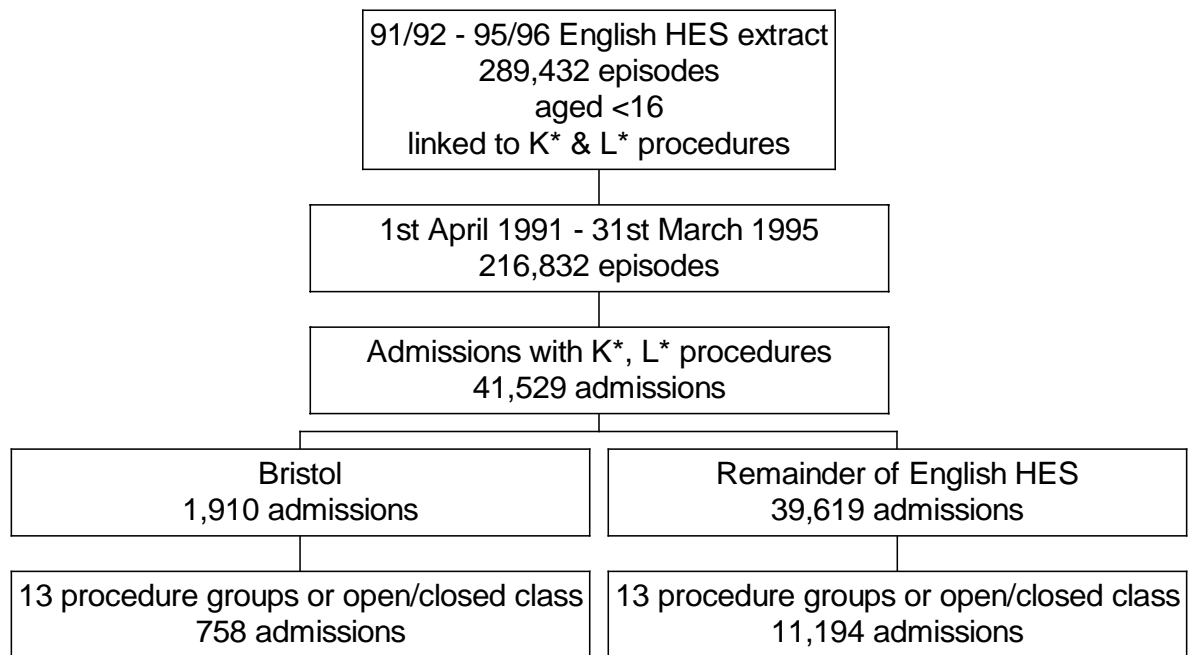 91/92 - 95/96 English HES extract
289,432 episodes
aged <16
linked to K* & L* procedures
1st April 1991 - 31st March 1995
216,832 episodes
Admissions with K*, L* procedures
41,529 admissions
Bristol
1,910 admissions
Remainder of English HES
39,619 admissions
13 procedure groups or open/closed class
758 admissions
13 procedure groups or open/closed class
11,194 admissions